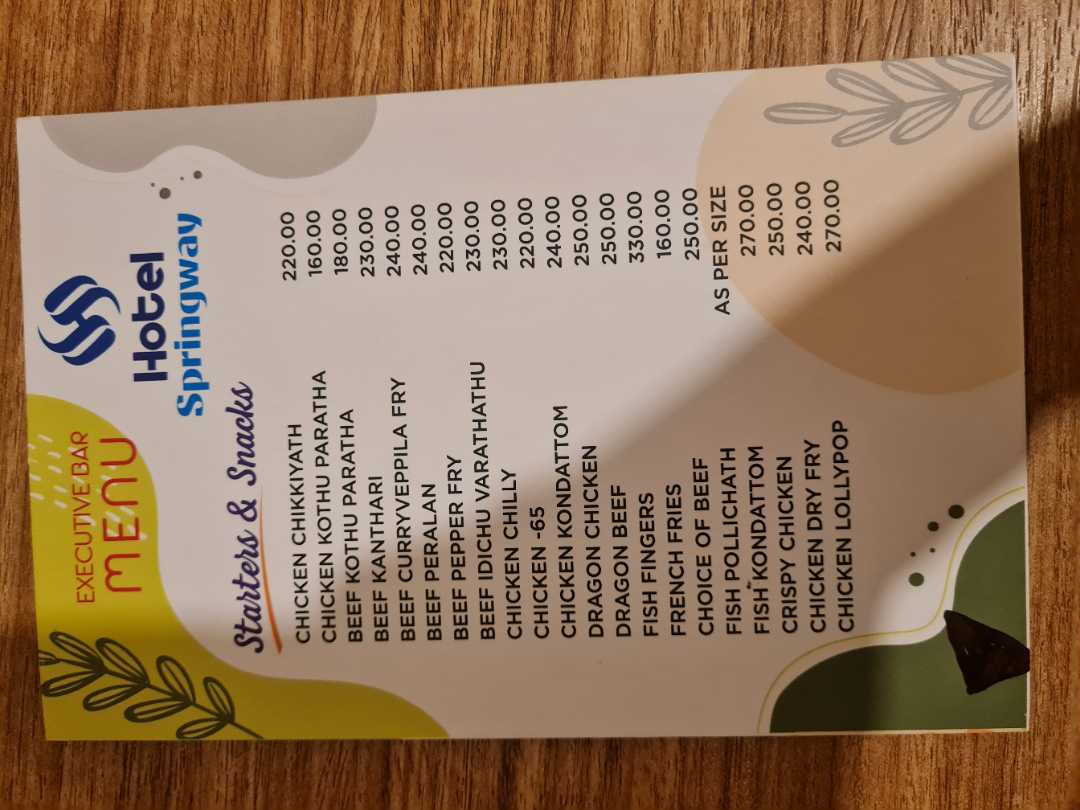 EXECUTIVE BAR
MENU
Hotel
Springway
Starters & Snacks
CHICKEN CHIKKIYATH 220.00
CHICKEN KOTHU PARATHA 160.00
BEEF KOTHU PARATHA 180.00
BEEF KANTHARI 230.00
BEEF CURRYVEPPILA FRY 240.00
BEEF PERALAN 240.00
BEEF PEPPER FRY 220.00
BEEF IDICHU VARATHATHU 230.00
CHICKEN CHILLY 230.00
CHICKEN -65 220.00
CHICKEN KONDATTOM 240.00
DRAGON CHICKEN 250.00
DRAGON BEEF 250.00
FISH FINGERS 330.00
FRENCH FRIES 160.00
CHOICE OF BEEF 250.00
FISH POLLICHATH AS PER SIZE
FISH KONDATTOM 270.00
CRISPY CHICKEN 250.00
CHICKEN DRY FRY 240.00
CHICKEN LOLLYPOP 270.00